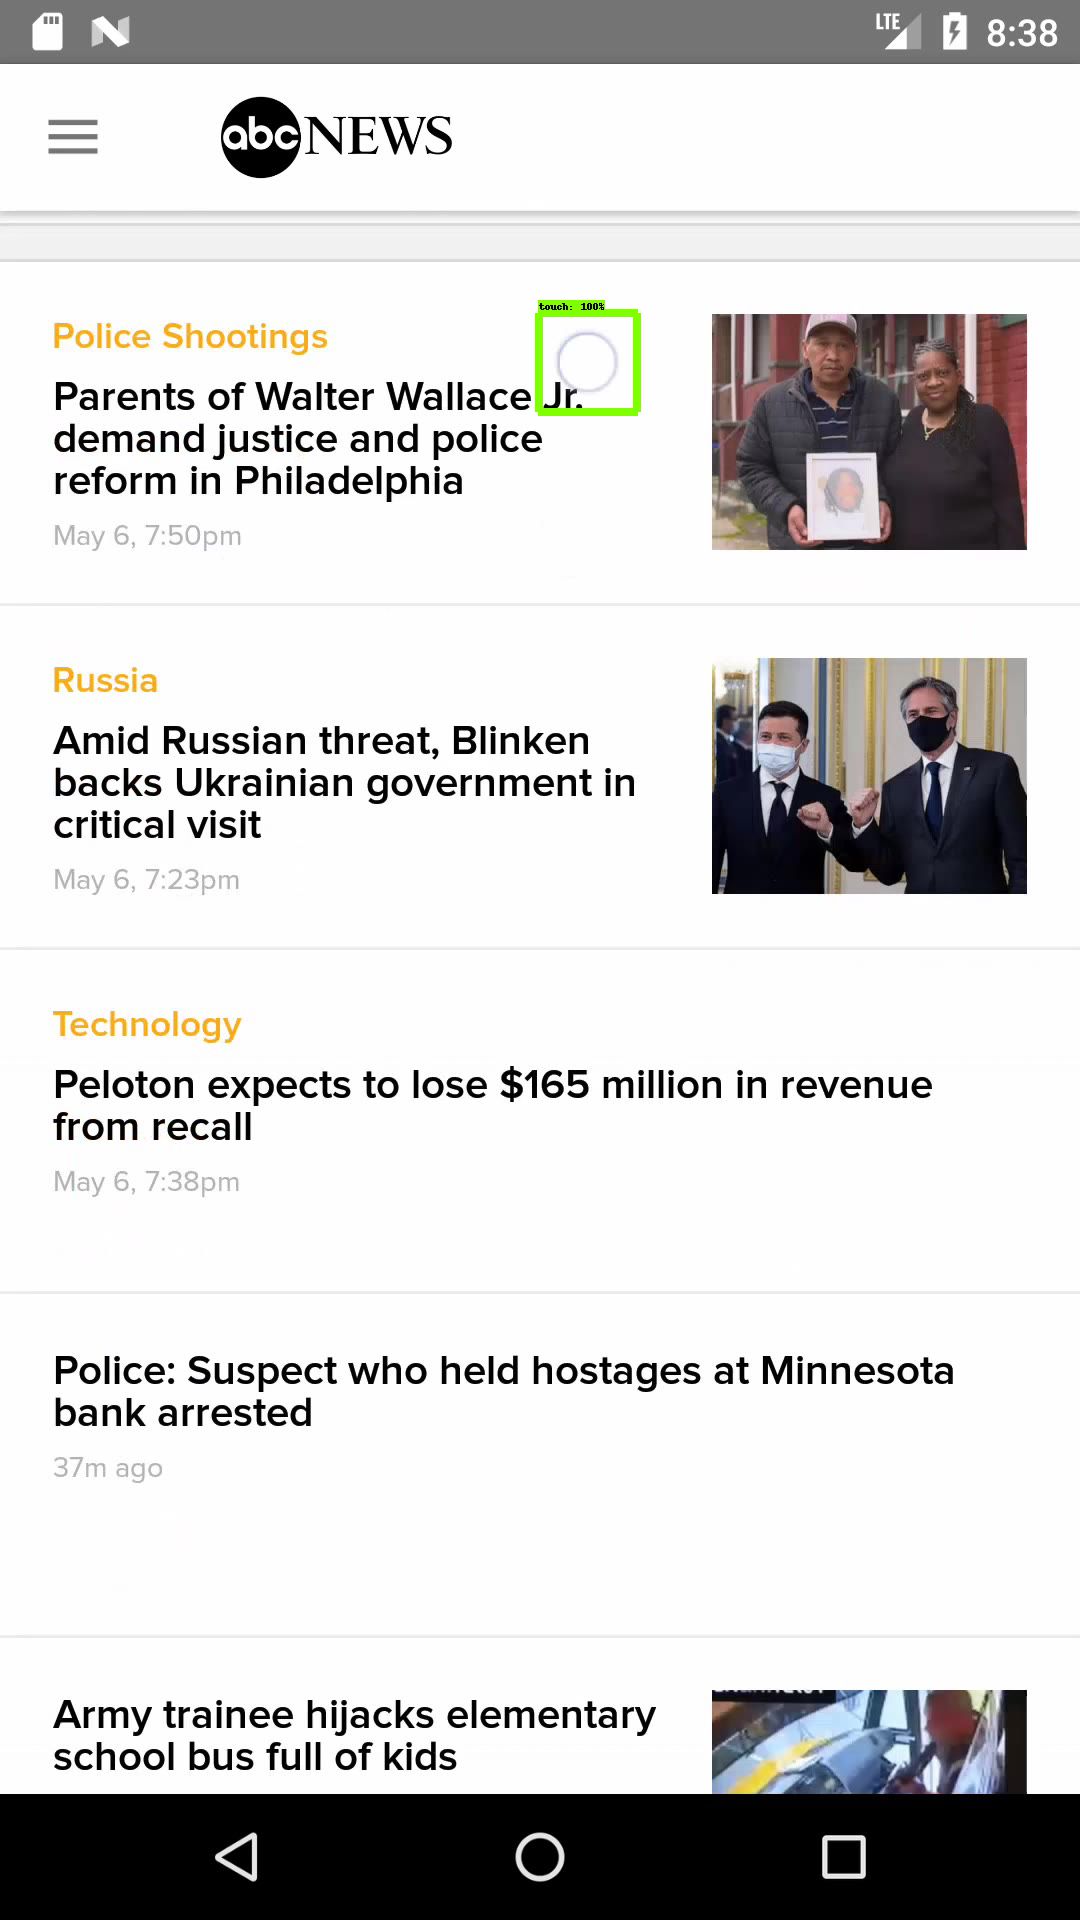 LTE 8:38
abc NEWS
touch: 100%
Police Shootings
Parents of Walter Wallace Jr.
demand justice and police
reform in Philadelphia
May 6, 7:50pm
Russia
Amid Russian threat, Blinken
backs Ukrainian government in
critical visit
May 6, 7:23pm
Technology
Peloton expects to lose $165 million in revenue
from recall
May 6, 7:38pm
Police: Suspect who held hostages at Minnesota
bank arrested
37m ago
Army trainee hijacks elementary
school bus full of kids